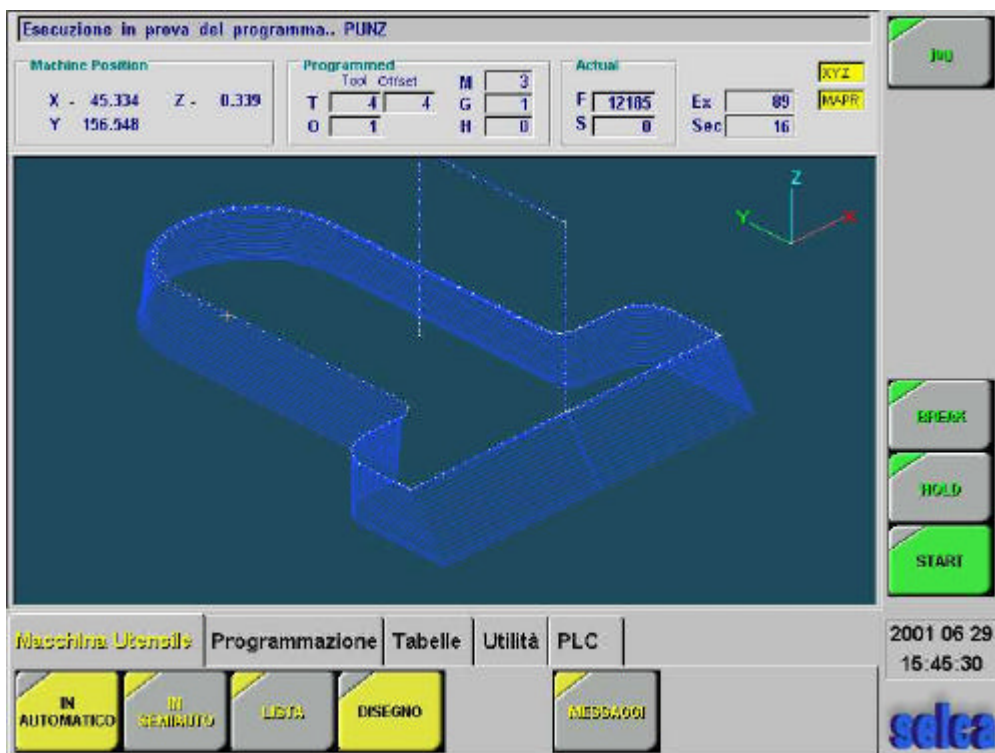 Esecuzione in prova del programma.. PUNZ
Machine Position
X - 45.334 Z - 0.339
Y 156.548
Programmed
Tool Offset
T 4 4
O 1
M 3
G 1
H 0
Actual
F 12185
S 0
Ex 89
Sec 16
XYZ
MAPR
Jog
Z
Y
X
BREAK
HOLD
START
Macchina Utensile
Programmazione
Tabelle
Utilità
PLC
2001 06 29
15:45:30
IN AUTOMATICO
IN SEMIAUTO
LISTA
DISEGNO
MESSAGGI
selca